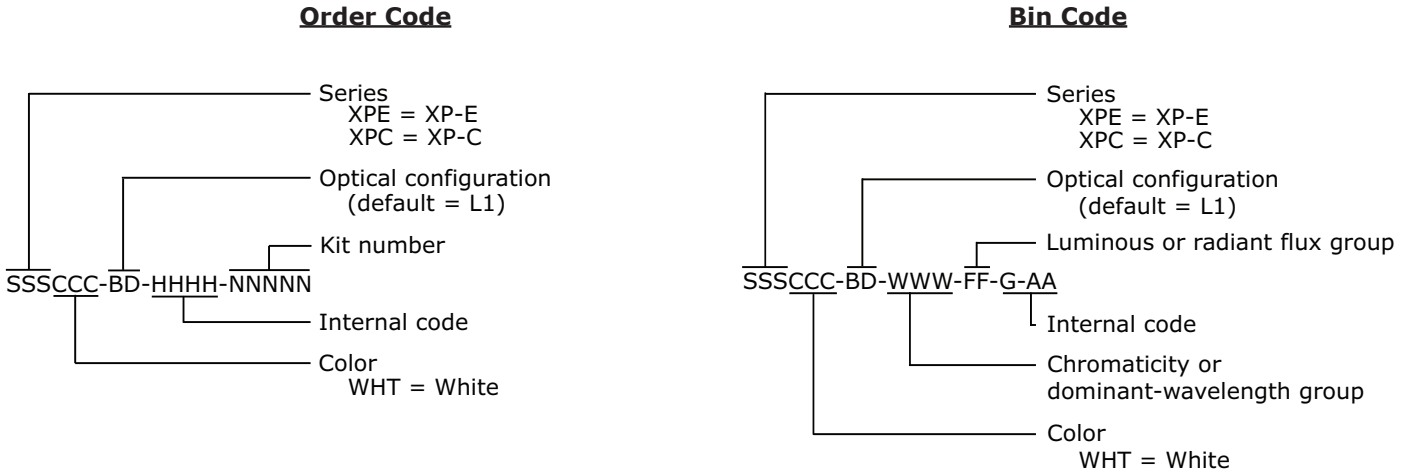 Order Code
Series
XPE = XP-E
XPC = XP-C
Optical configuration
(default = L1)
Kit number
SSSCCC-BD-HHHH-NNNNN
Internal code
Color
WHT = White
Bin Code
Series
XPE = XP-E
XPC = XP-C
Optical configuration
(default = L1)
Luminous or radiant flux group
SSSCCC-BD-WWW-FF-G-AA
Internal code
Chromaticity or
dominant-wavelength group
Color
WHT = White